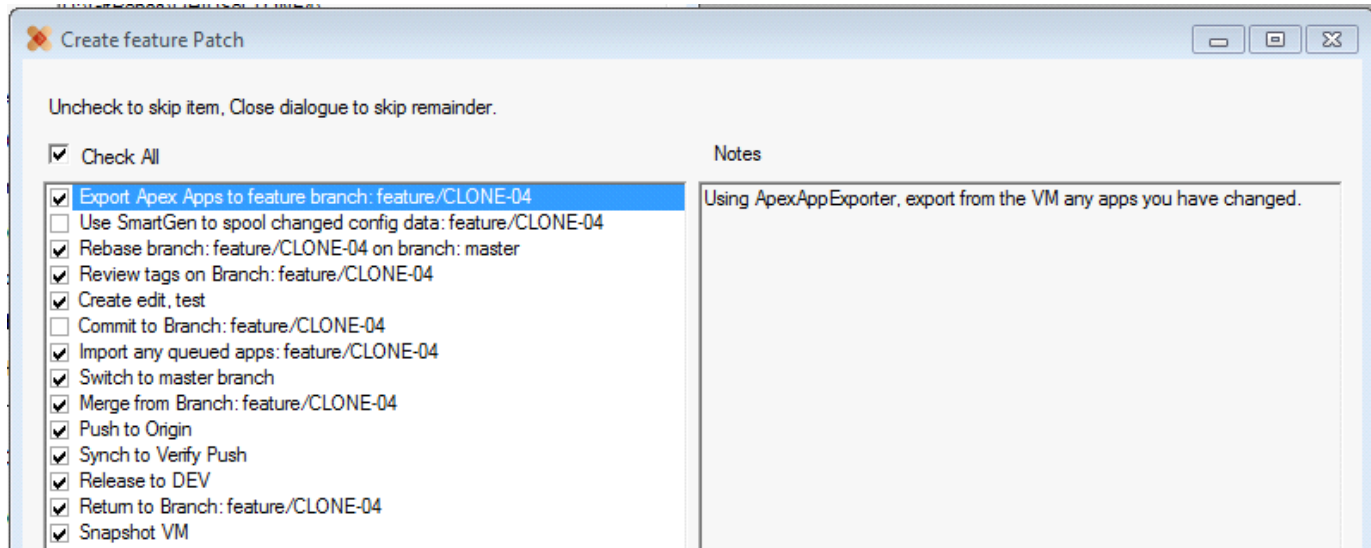 Create feature Patch
Uncheck to skip item, Close dialogue to skip remainder.
Check All
Notes
Export Apex Apps to feature branch: feature/CLONE-04
Use SmartGen to spool changed config data: feature/CLONE-04
Rebase branch: feature/CLONE-04 on branch: master
Review tags on Branch: feature/CLONE-04
Create edit, test
Commit to Branch: feature/CLONE-04
Import any queued apps: feature/CLONE-04
Switch to master branch
Merge from Branch: feature/CLONE-04
Push to Origin
Synch to Verify Push
Release to DEV
Return to Branch: feature/CLONE-04
Snapshot VM
Using ApexAppExporter, export from the VM any apps you have changed.